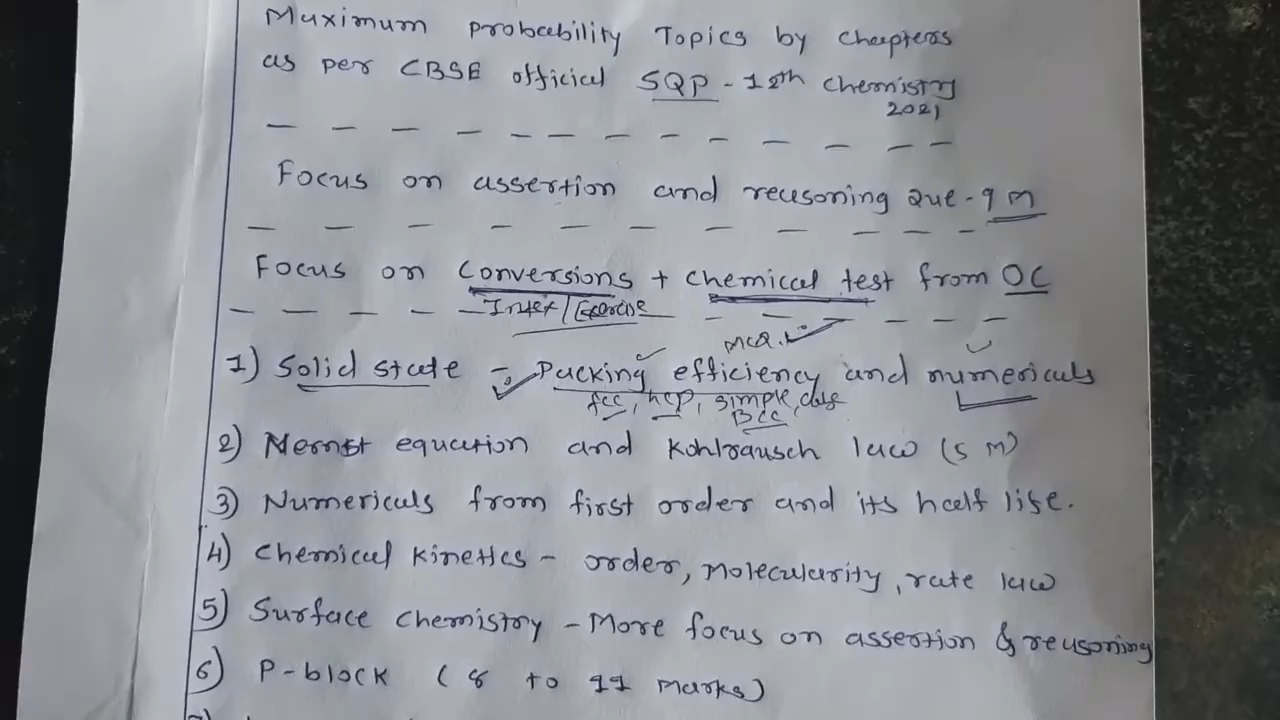 Maximum probability Topics by chapters
as per CBSE official SQP - 12th chemistry
2021
Focus on assertion and reasoning Que - 9 M
Focus on conversions + chemical test from OC
Intext / Exercise
MCQ.
1) Solid state - Packing efficiency and numericals
fcc, hcp, simple,
BCC
2) Nernst equation and Kohlrausch law (5 M)
3) Numericals from first order and its half life.
4) Chemical kinetics - order, molecularity, rate law
5) Surface chemistry - More focus on assertion & reasoning
6) P-block ( 8 to 11 marks)